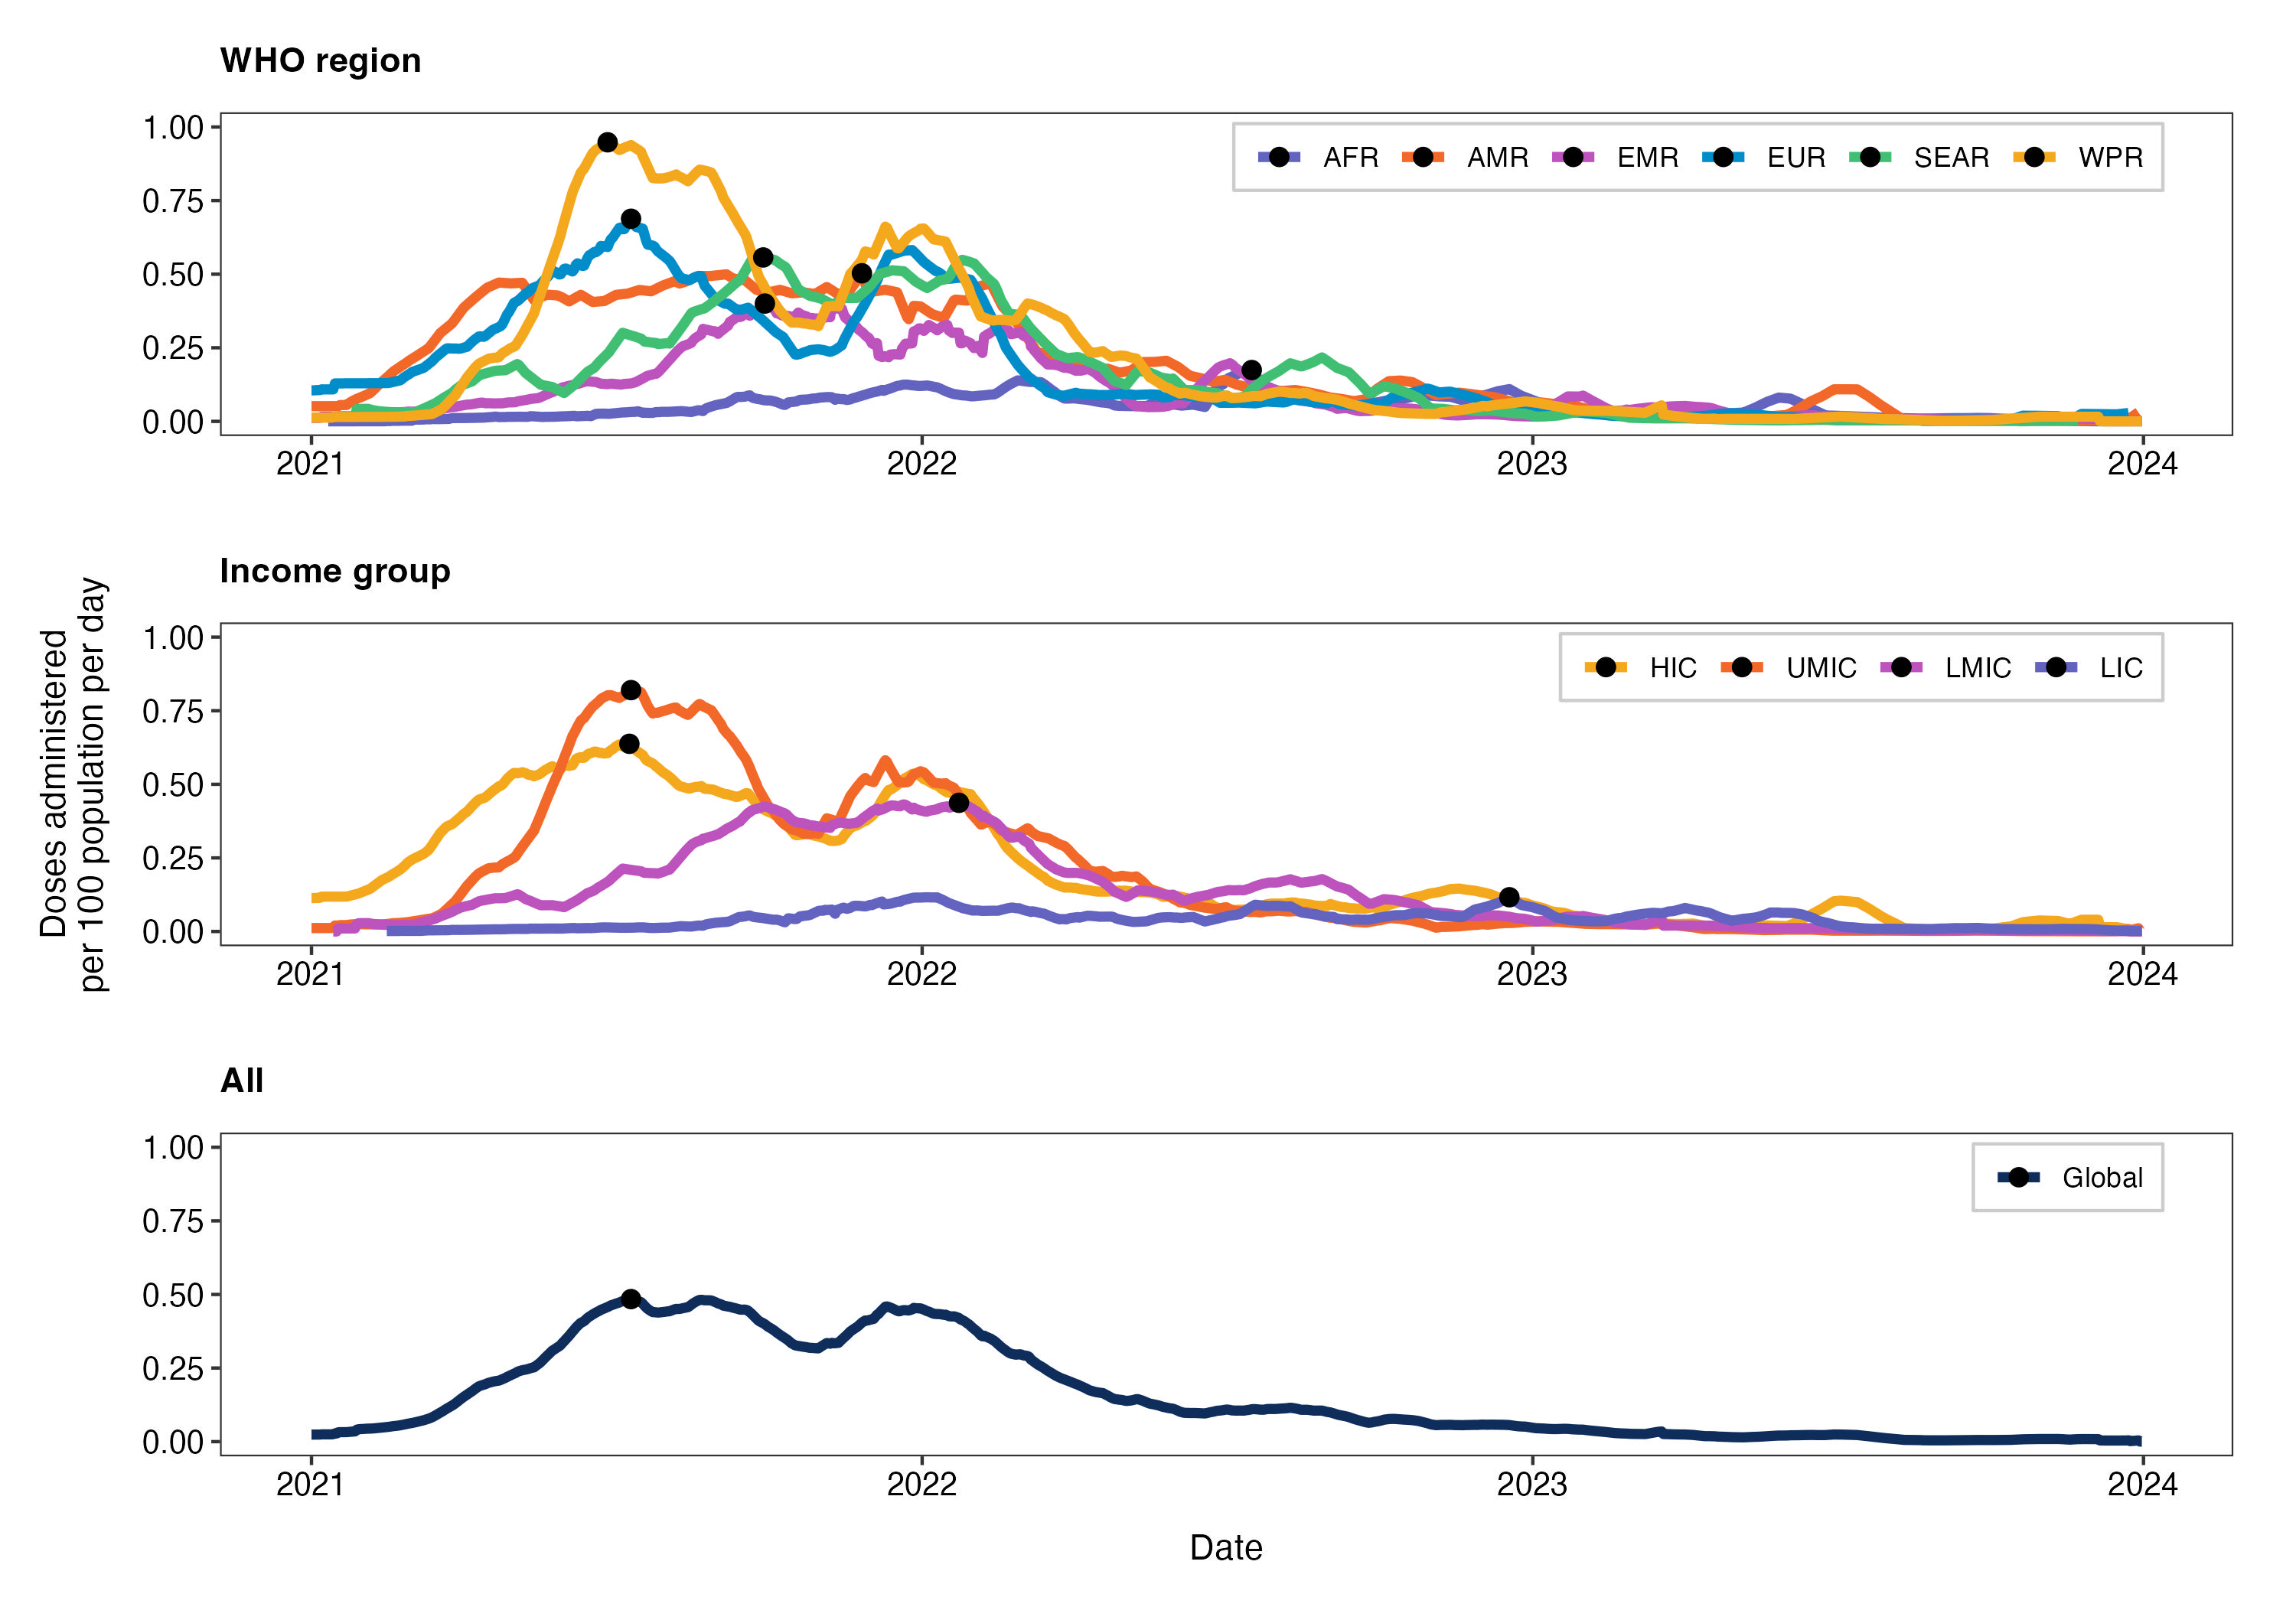 WHO region
1.00
0.75
0.50
0.25
0.00
AFR AMR EMR EUR SEAR WPR
2021 2022 2023 2024
Income group
1.00
0.75
0.50
0.25
0.00
HIC UMIC LMIC LIC
2021 2022 2023 2024
Doses administered
per 100 population per day
All
1.00
0.75
0.50
0.25
0.00
Global
2021 2022 2023 2024
Date